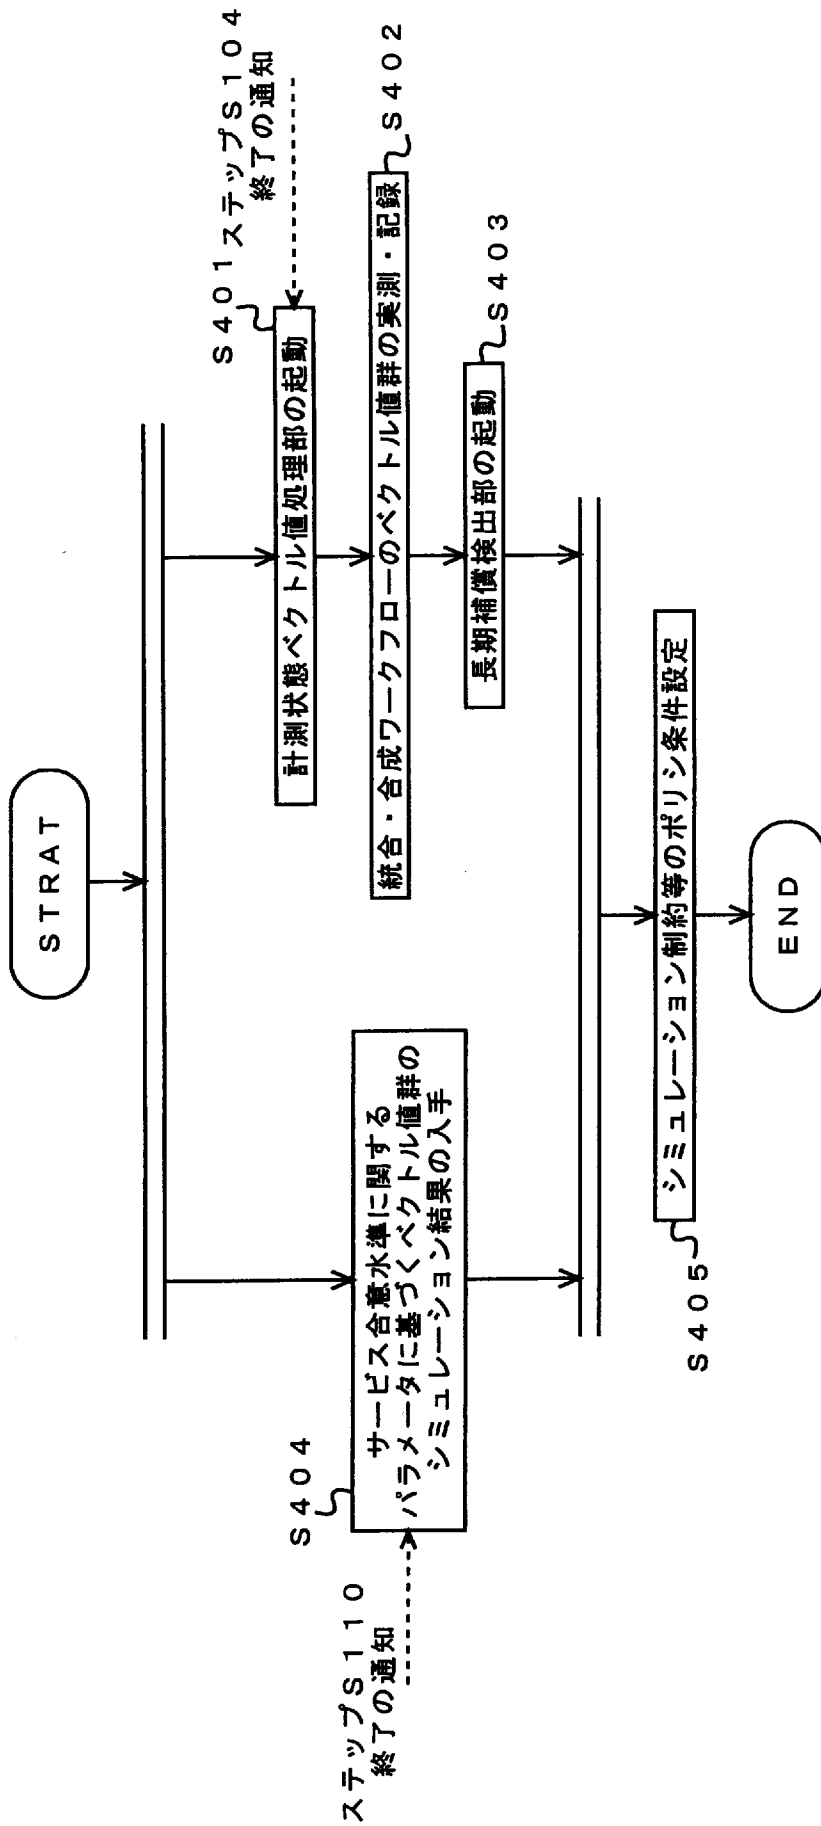 STRAT
S404
ステップS110
終了の通知
サービス合意水準に関する
パラメータに基づくベクトル値群の
シミュレーション結果の入手
S401
ステップS104
終了の通知
計測状態ベクトル値処理部の起動
統合・合成ワークフローのベクトル値群の実測・記録
S402
長期補償検出部の起動
S403
シミュレーション制約等のポリシ条件設定
S405
END